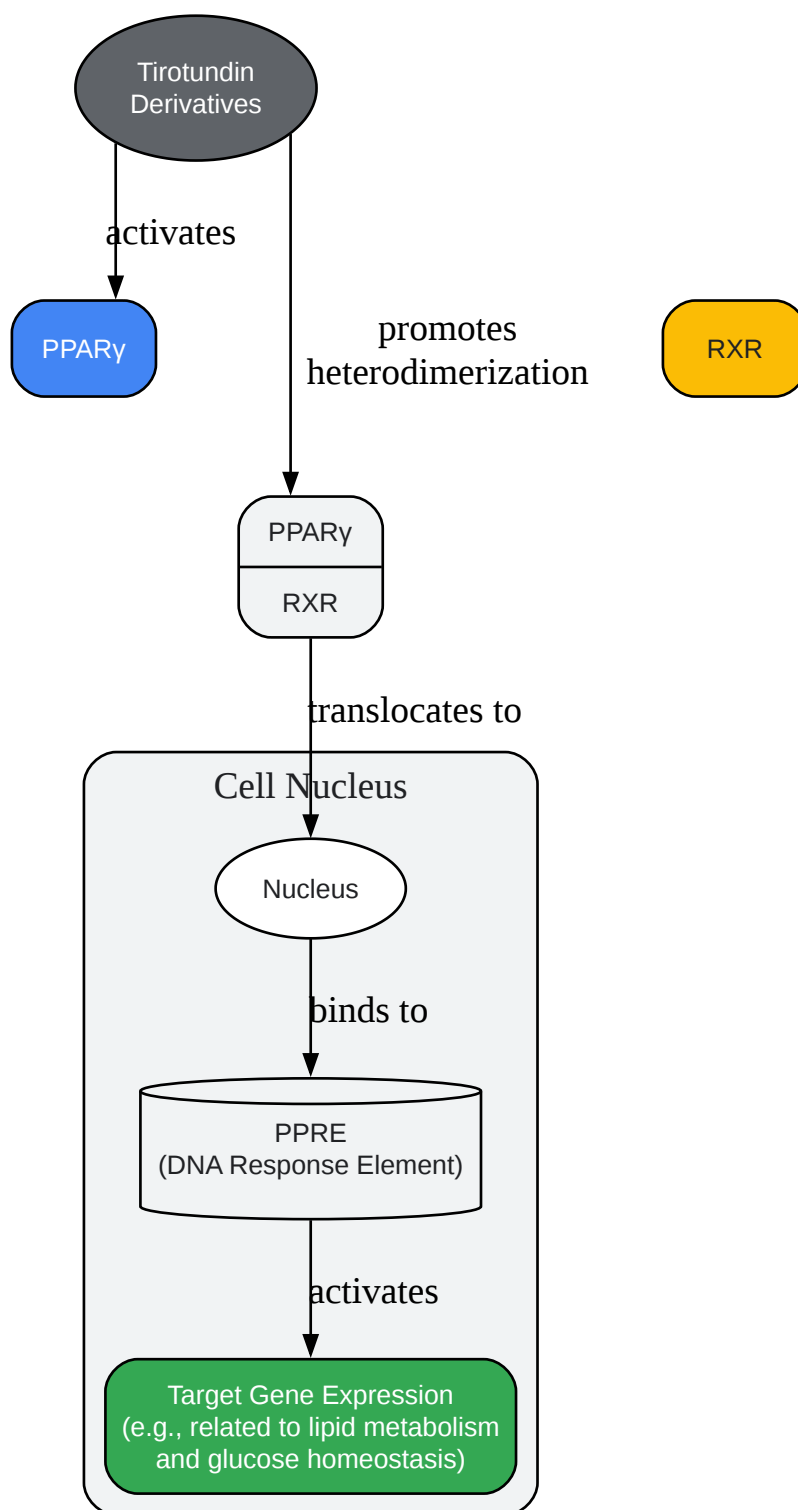 Tirotundin
Derivatives
activates
PPARγ
promotes
heterodimerization
RXR
PPARγ
RXR
translocates to
Cell Nucleus
Nucleus
binds to
PPRE
(DNA Response Element)
activates
Target Gene Expression
(e.g., related to lipid metabolism
and glucose homeostasis)